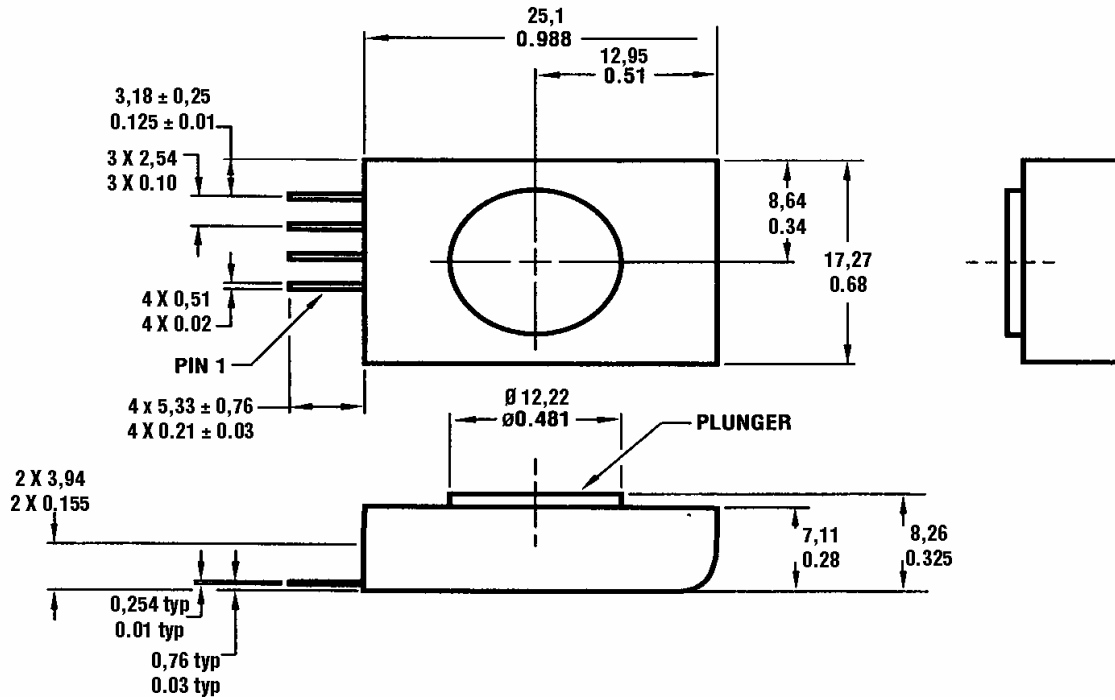 25,1
0.988
12,95
0.51
3,18 ± 0,25
0.125 ± 0.01
3 X 2,54
3 X 0.10
8,64
0.34
17,27
0.68
4 X 0,51
4 X 0.02
PIN 1
4 x 5,33 ± 0,76
4 X 0.21 ± 0.03
Ø 12,22
Ø0.481
PLUNGER
2 X 3,94
2 X 0.155
7,11
0.28
8,26
0.325
0,254 typ
0.01 typ
0,76 typ
0.03 typ